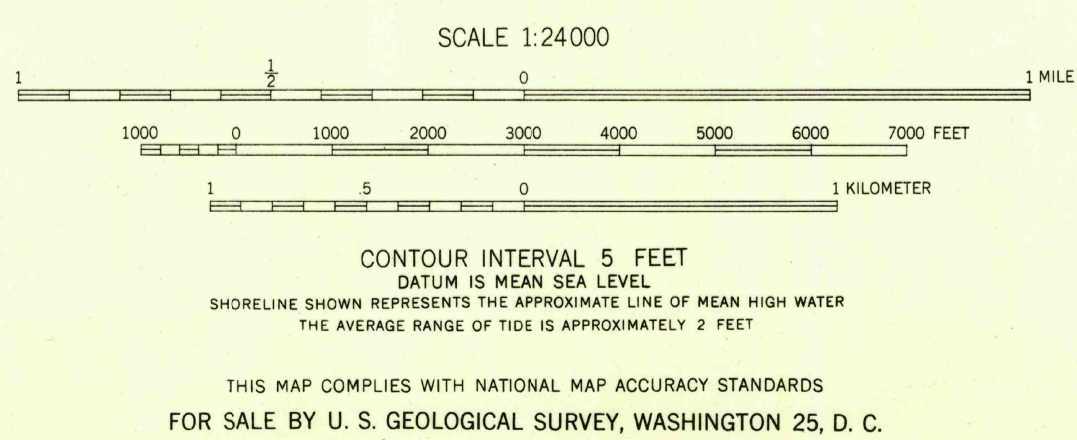 SCALE 1:24000
1 1/2 0 1 MILE
1000 0 1000 2000 3000 4000 5000 6000 7000 FEET
1 .5 0 1 KILOMETER
CONTOUR INTERVAL 5 FEET
DATUM IS MEAN SEA LEVEL
SHORELINE SHOWN REPRESENTS THE APPROXIMATE LINE OF MEAN HIGH WATER
THE AVERAGE RANGE OF TIDE IS APPROXIMATELY 2 FEET
THIS MAP COMPLIES WITH NATIONAL MAP ACCURACY STANDARDS
FOR SALE BY U. S. GEOLOGICAL SURVEY, WASHINGTON 25, D. C.